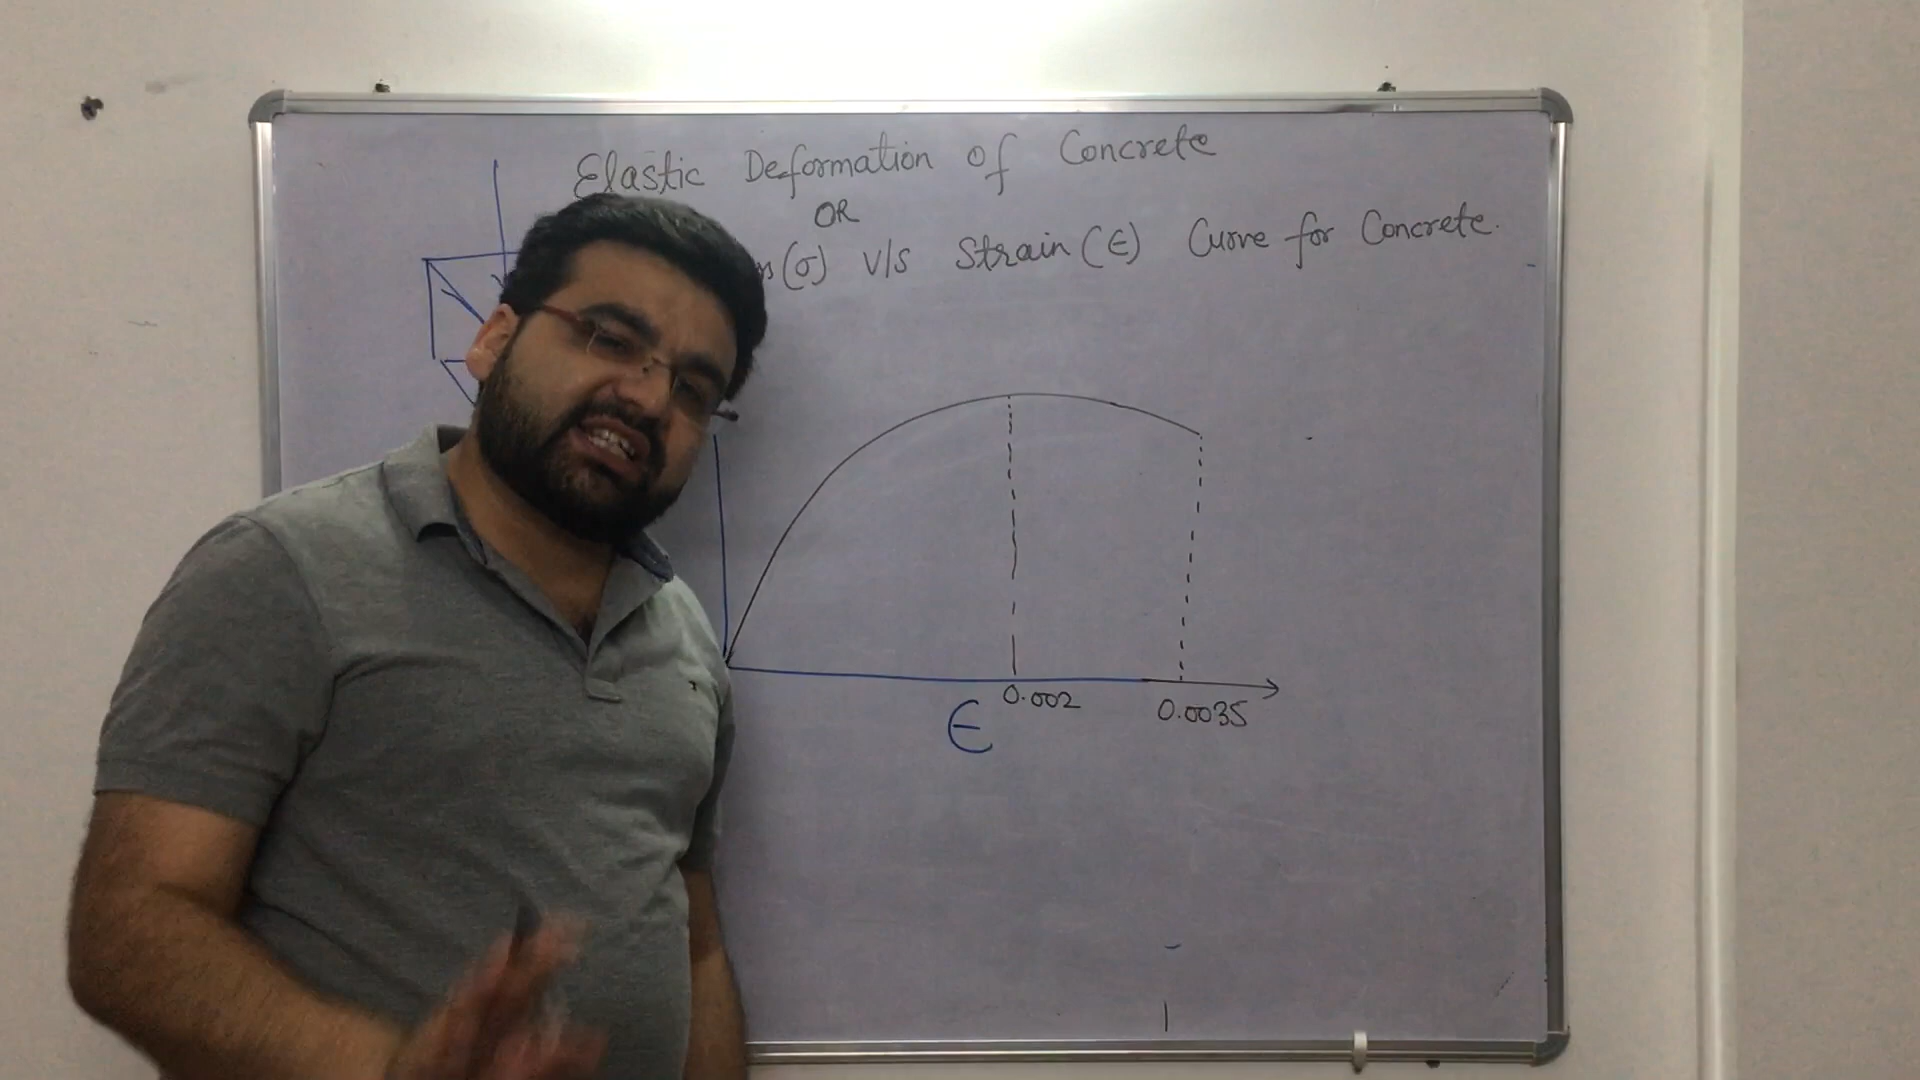 Elastic Deformation of Concrete
OR
(σ) v/s Strain (ϵ) Curve for Concrete.
0.002
0.0035
ϵ